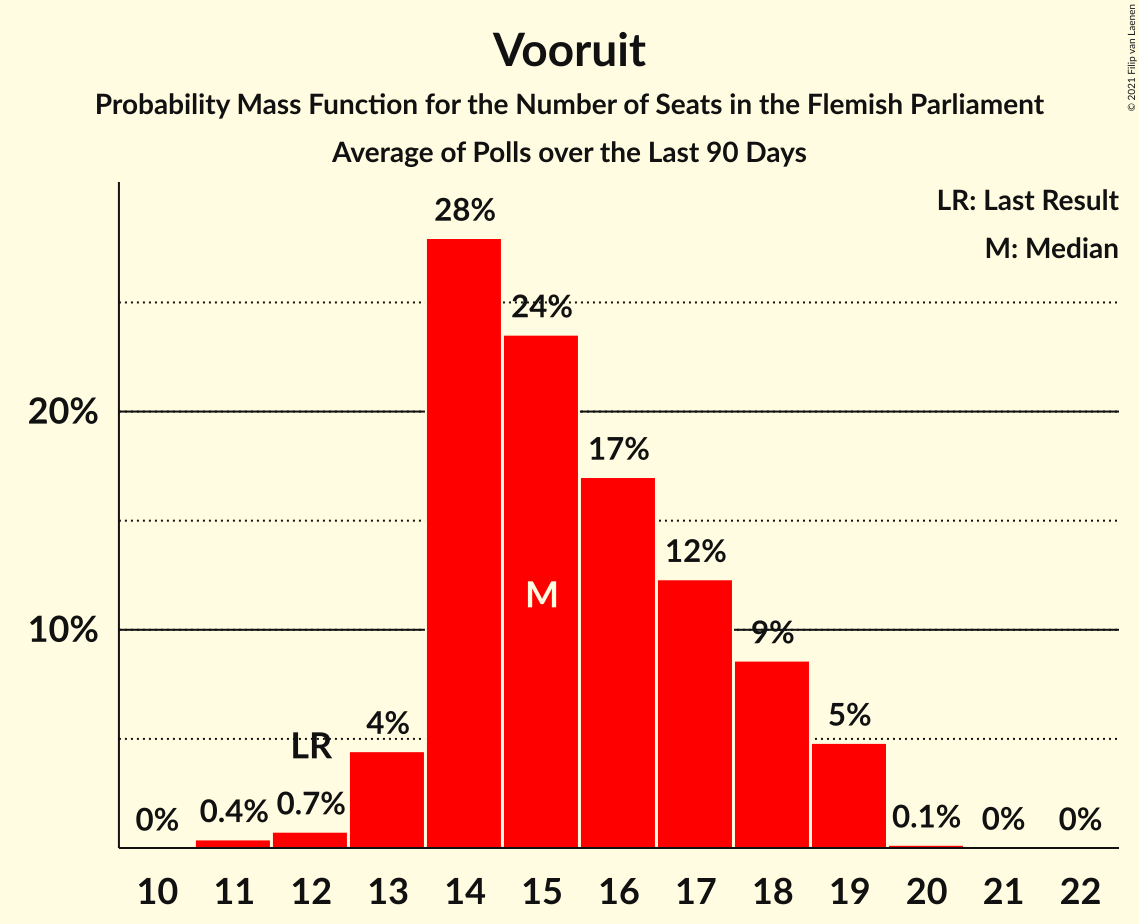 Vooruit
Probability Mass Function for the Number of Seats in the Flemish Parliament
Average of Polls over the Last 90 Days
© 2021 Filip van Laenen
LR: Last Result
M: Median
28%
24%
20%
17%
12%
M
10%
9%
4%
5%
LR
0%
0.4%
0.7%
0.1%
0%
0%
10 11 12 13 14 15 16 17 18 19 20 21 22